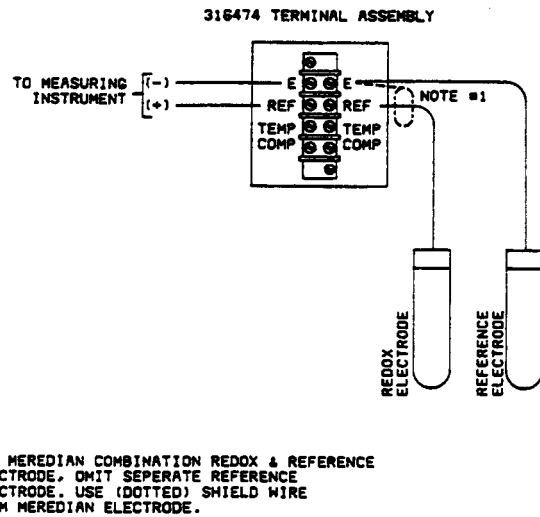 316474 TERMINAL ASSEMBLY
TO MEASURING INSTRUMENT
(-)
(+)
E E
REF REF
TEMP COMP TEMP COMP
NOTE #1
REDOX ELECTRODE
REFERENCE ELECTRODE
MEREDIAN COMBINATION REDOX & REFERENCE
CTRODE, OMIT SEPERATE REFERENCE
CTRODE. USE (DOTTED) SHIELD WIRE
M MEREDIAN ELECTRODE.